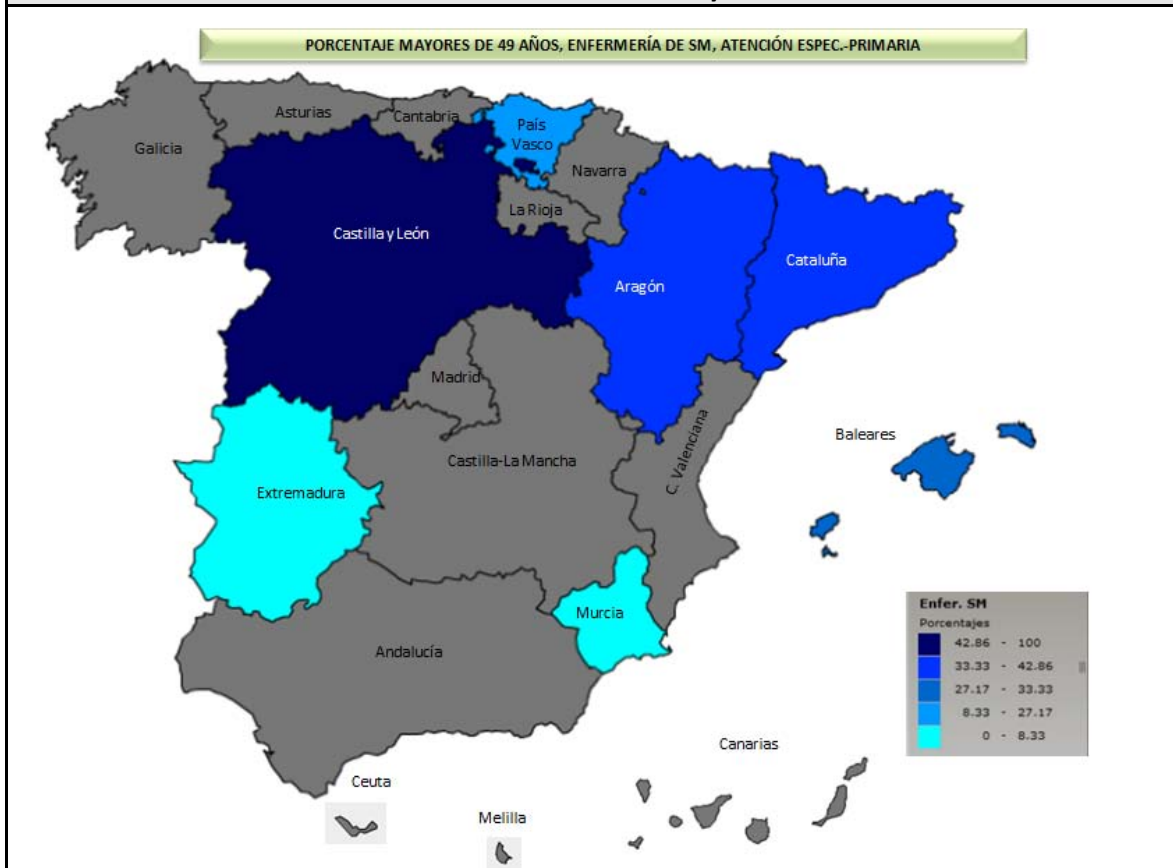 PORCENTAJE MAYORES DE 49 AÑOS, ENFERMERÍA DE SM, ATENCIÓN ESPEC.-PRIMARIA
Asturias
Cantabria
País
Vasco
Galicia
Navarra
La Rioja
Castilla y León
Cataluña
Aragón
Madrid
Baleares
C. Valenciana
Castilla-La Mancha
Extremadura
Murcia
Andalucía
Enfer. SM
Porcentajes
42.86 - 100
33.33 - 42.86
27.17 - 33.33
8.33 - 27.17
0 - 8.33
Canarias
Ceuta
Melilla